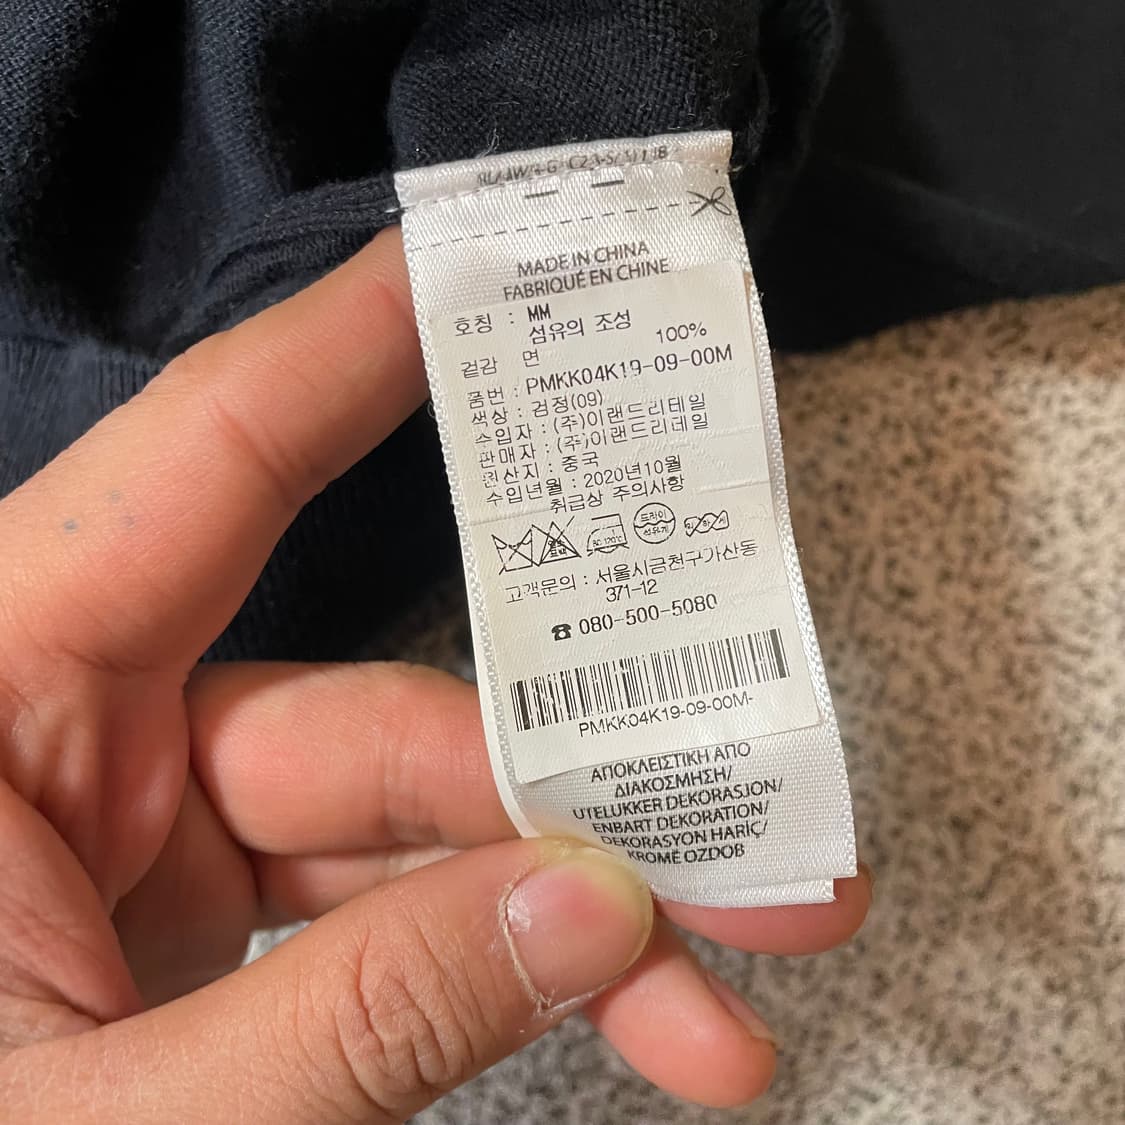 MADE IN CHINA
FABRIQUÉ EN CHINE
호칭 : MM
섬유의 조성
겉감 면 100%
품번 : PMKK04K19-09-00M
색상 : 검정(09)
수입자 : (주)이랜드리테일
판매자 : (주)이랜드리테일
원산지 : 중국
수입년월 : 2020년10월
취급상 주의사항
드라이
고객문의 : 서울시금천구가산동
371-12
☎ 080-500-5080
PMKK04K19-09-00M-
ΑΠΟΚΛΕΙΣΤΙΚΗ ΑΠΟ
ΔΙΑΚΟΣΜΗΣΗ/
UTELUKKER DEKORASJON/
ENBART DEKORATION/
DEKORASYON HARİÇ/
KROMĚ OZDOB